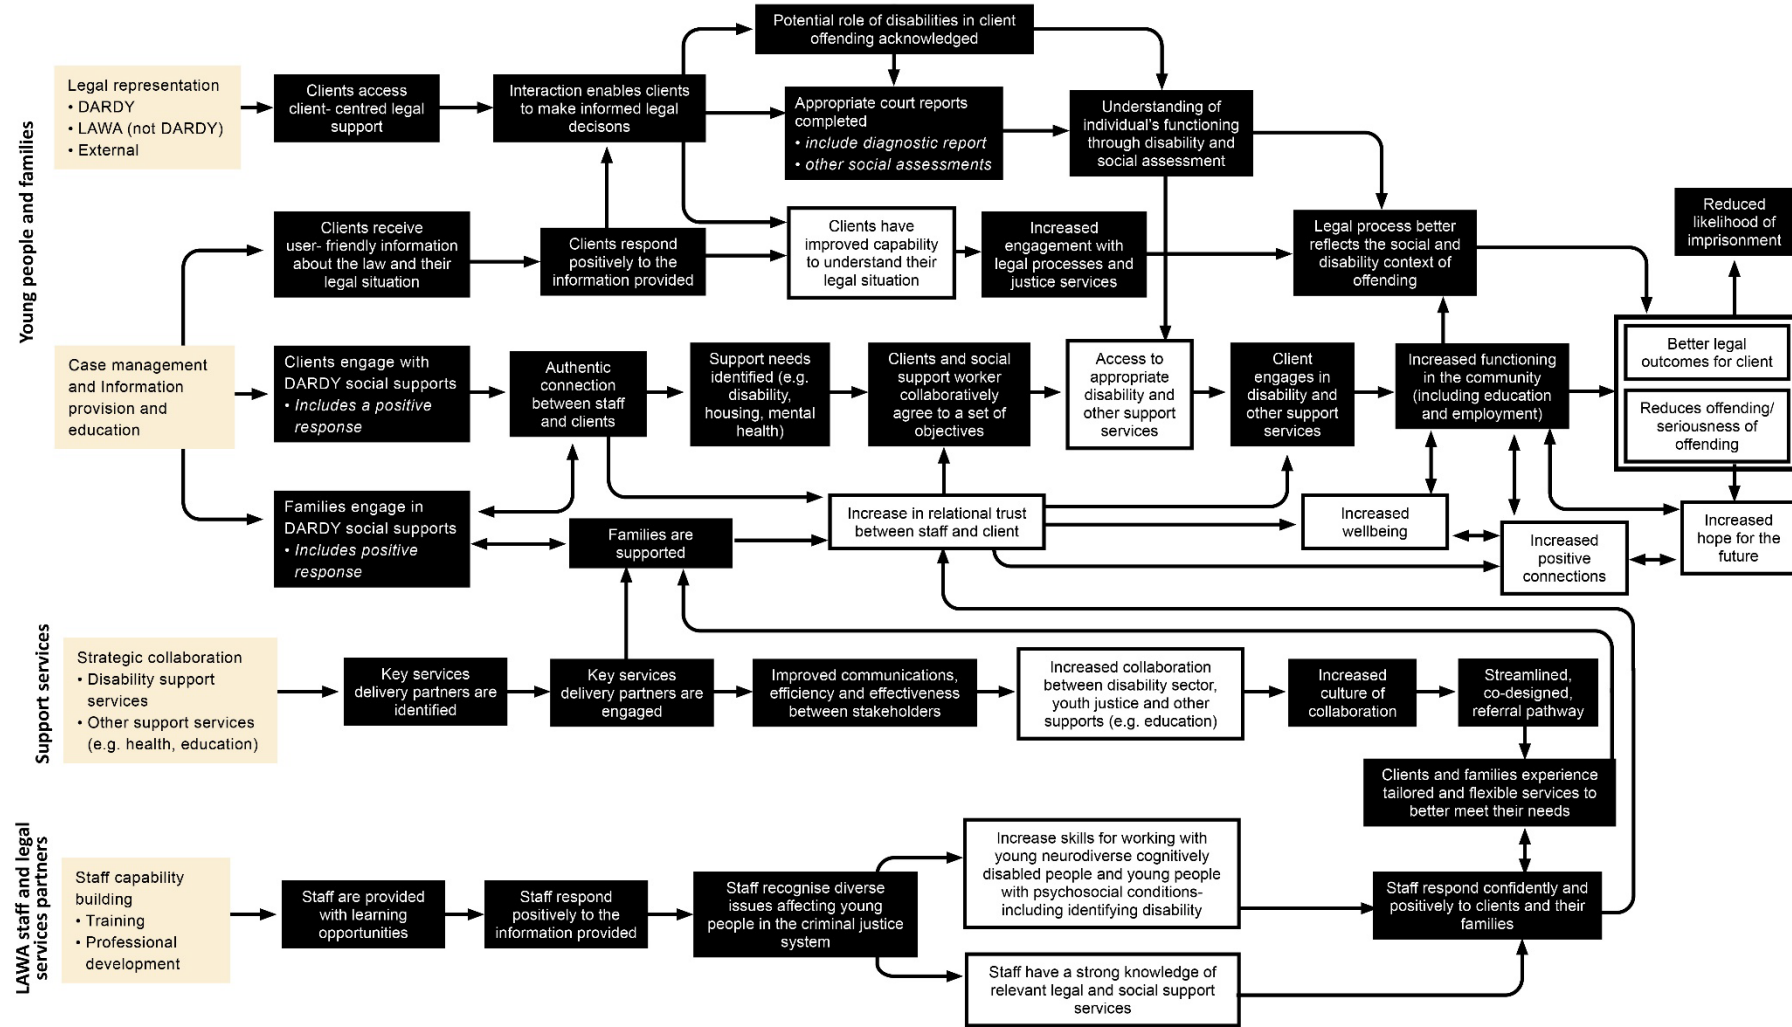 Young people and families
Legal representation
• DARDY
• LAWA (not DARDY)
• External
Clients access
client- centred legal
support
Interaction enables clients
to make informed legal
decisons
Potential role of disabilities in client
offending acknowledged
Appropriate court reports
completed
• include diagnostic report
• other social assessments
Understanding of
individual’s functioning
through disability and
social assessment
Clients receive
user- friendly information
about the law and their
legal situation
Clients respond
positively to the
information provided
Clients have
improved capability
to understand their
legal situation
Increased
engagement with
legal processes and
justice services
Legal process better
reflects the social and
disability context of
offending
Reduced
likelihood of
imprisonment
Case management
and Information
provision and
education
Clients engage with
DARDY social supports
• Includes a positive
response
Authentic
connection
between staff
and clients
Support needs
identified (e.g.
disability,
housing, mental
health)
Clients and social
support worker
collaboratively
agree to a set of
objectives
Access to
appropriate
disability and
other support
services
Client
engages in
disability and
other support
services
Increased functioning
in the community
(including education
and employment)
Better legal
outcomes for client
Reduces offending/
seriousness of
offending
Families engage in
DARDY social supports
• Includes positive
response
Families are
supported
Increase in relational trust
between staff and client
Increased
wellbeing
Increased
positive
connections
Increased
hope for the
future
Support services
Strategic collaboration
• Disability support
services
• Other support services
(e.g. health, education)
Key services
delivery partners are
identified
Key services
delivery partners are
engaged
Improved communications,
efficiency and effectiveness
between stakeholders
Increased collaboration
between disability sector,
youth justice and other
supports (e.g. education)
Increased
culture of
collaboration
Streamlined,
co-designed,
referral pathway
Clients and families experience
tailored and flexible services to
better meet their needs
LAWA staff and legal
services partners
Staff capability
building
• Training
• Professional
development
Staff are provided
with learning
opportunities
Staff respond
positively to the
information provided
Staff recognise diverse
issues affecting young
people in the criminal justice
system
Increase skills for working with
young neurodiverse cognitively
disabled people and young people
with psychosocial conditions-
including identifying disability
Staff have a strong knowledge of
relevant legal and social support
services
Staff respond confidently and
positively to clients and their
families